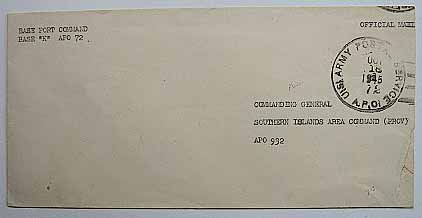 BASE PORT COMMAND
BASE "K" APO 72
OFFICIAL MAIL
U.S. ARMY POSTAL SERVICE
OCT
18
1945
72
A.P.O.
COMMANDING GENERAL
SOUTHERN ISLANDS AREA COMMAND (PROV)
APO 932